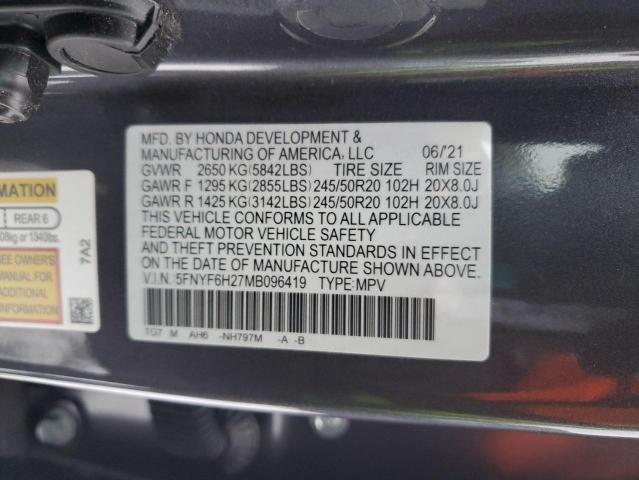 MFD. BY HONDA DEVELOPMENT &
MANUFACTURING OF AMERICA, LLC 06/'21
GVWR 2650 KG (5842LBS) TIRE SIZE RIM SIZE
GAWR F 1295 KG (2855LBS) 245/50R20 102H 20X8.0J
GAWR R 1425 KG (3142LBS) 245/50R20 102H 20X8.0J
THIS VEHICLE CONFORMS TO ALL APPLICABLE
FEDERAL MOTOR VEHICLE SAFETY
AND THEFT PREVENTION STANDARDS IN EFFECT
ON THE DATE OF MANUFACTURE SHOWN ABOVE.
V.I.N.: 5FNYF6H27MB096419 TYPE:MPV
TG7 M AH6 -NH797M -A -B
MATION
REAR 6
08kg or 1340lbs.
SEE OWNER'S
MANUAL FOR
ADDITIONAL
INFORMATION
7A2